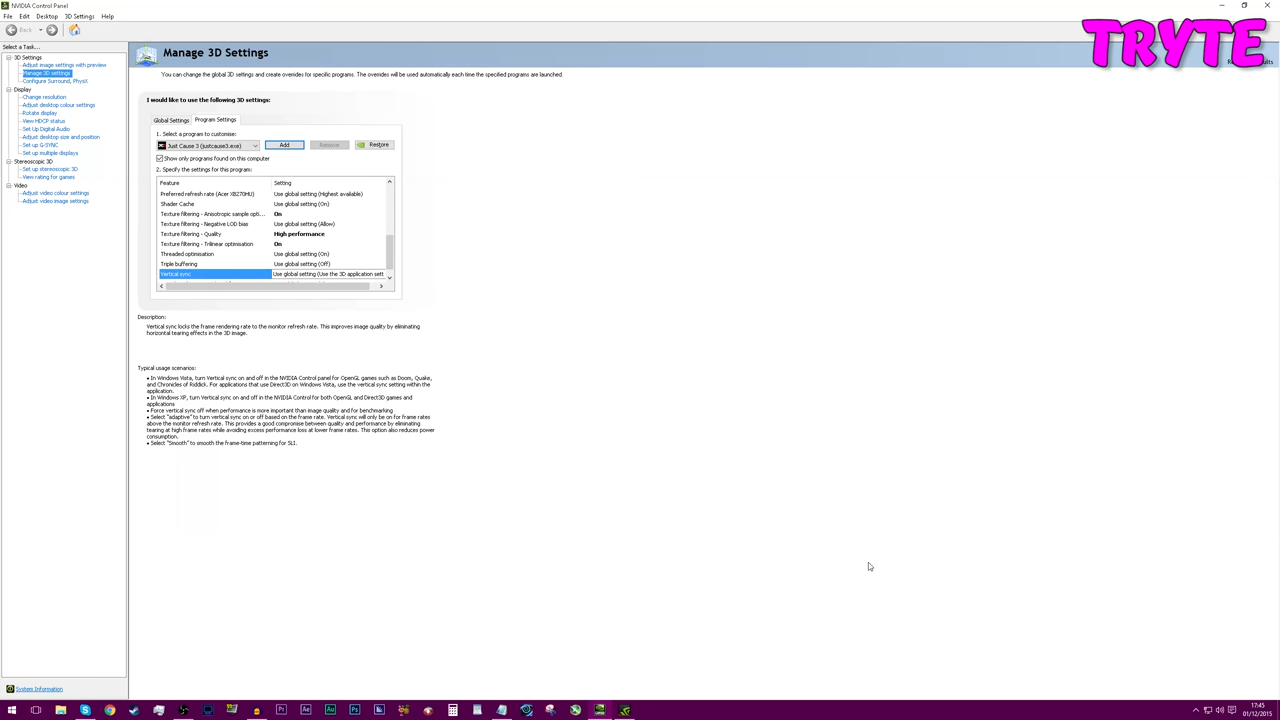 NVIDIA Control Panel
File Edit Desktop 3D Settings Help
Back
TRYTE
Select a Task...
3D Settings
Adjust image settings with preview
Manage 3D settings
Configure Surround, PhysX
Display
Change resolution
Adjust desktop colour settings
Rotate display
View HDCP status
Set Up Digital Audio
Adjust desktop size and position
Set up G-SYNC
Set up multiple displays
Stereoscopic 3D
Set up stereoscopic 3D
View rating for games
Video
Adjust video colour settings
Adjust video image settings
System Information
Manage 3D Settings
You can change the global 3D settings and create overrides for specific programs. The overrides will be used automatically each time the specified programs are launched.
I would like to use the following 3D settings:
Global Settings Program Settings
1. Select a program to customise:
Just Cause 3 (justcause3.exe) Add Remove Restore
Show only programs found on this computer
2. Specify the settings for this program:
Feature Setting
Preferred refresh rate (Acer XB270HU) Use global setting (Highest available)
Shader Cache Use global setting (On)
Texture filtering - Anisotropic sample opti... On
Texture filtering - Negative LOD bias Use global setting (Allow)
Texture filtering - Quality High performance
Texture filtering - Trilinear optimisation On
Threaded optimisation Use global setting (On)
Triple buffering Use global setting (Off)
Vertical sync Use global setting (Use the 3D application sett
Description:
Vertical sync locks the frame rendering rate to the monitor refresh rate. This improves image quality by eliminating
horizontal tearing effects in the 3D image.
Typical usage scenarios:
• In Windows Vista, turn Vertical sync on and off in the NVIDIA Control panel for OpenGL games such as Doom, Quake,
and Chronicles of Riddick. For applications that use Direct3D on Windows Vista, use the vertical sync setting within the
application.
• In Windows XP, turn Vertical sync on and off in the NVIDIA Control for both OpenGL and Direct3D games and
applications
• Force vertical sync off when performance is more important than image quality and for benchmarking
• Select "adaptive" to turn vertical sync on or off based on the frame rate. Vertical sync will only be on for frame rates
above the monitor refresh rate. This provides a good compromise between quality and performance by eliminating
tearing at high frame rates while avoiding excess performance loss at lower frame rates. This option also reduces power
consumption.
• Select "Smooth" to smooth the frame-time patterning for SLI.
17:45
01/12/2015